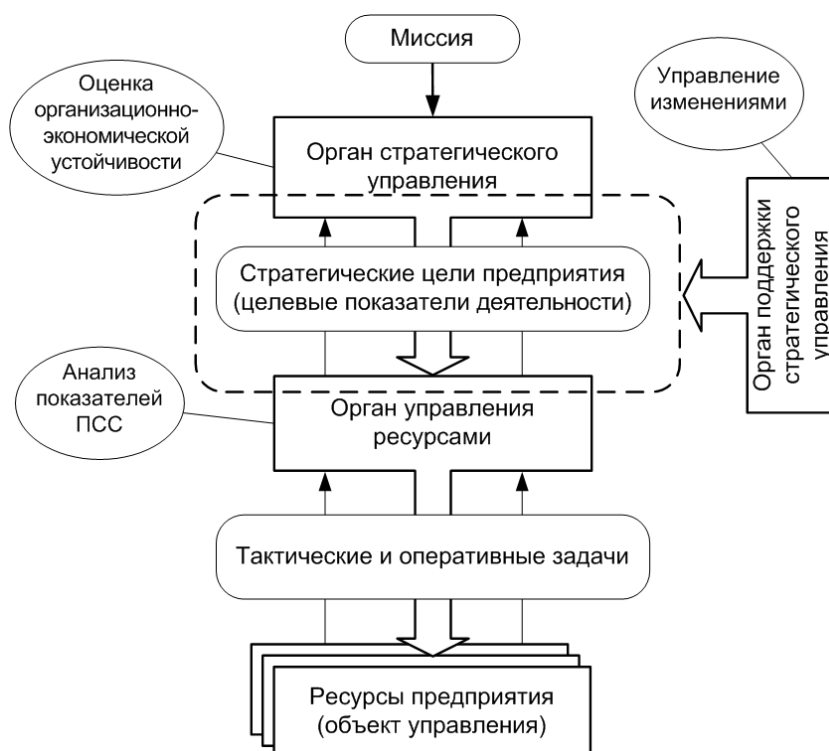 Миссия
Оценка
организационно-
экономической
устойчивости
Управление
изменениями
Орган стратегического
управления
Стратегические цели предприятия
(целевые показатели деятельности)
Орган поддержки
стратегического
управления
Анализ
показателей
ПСС
Орган управления
ресурсами
Тактические и оперативные задачи
Ресурсы предприятия
(объект управления)